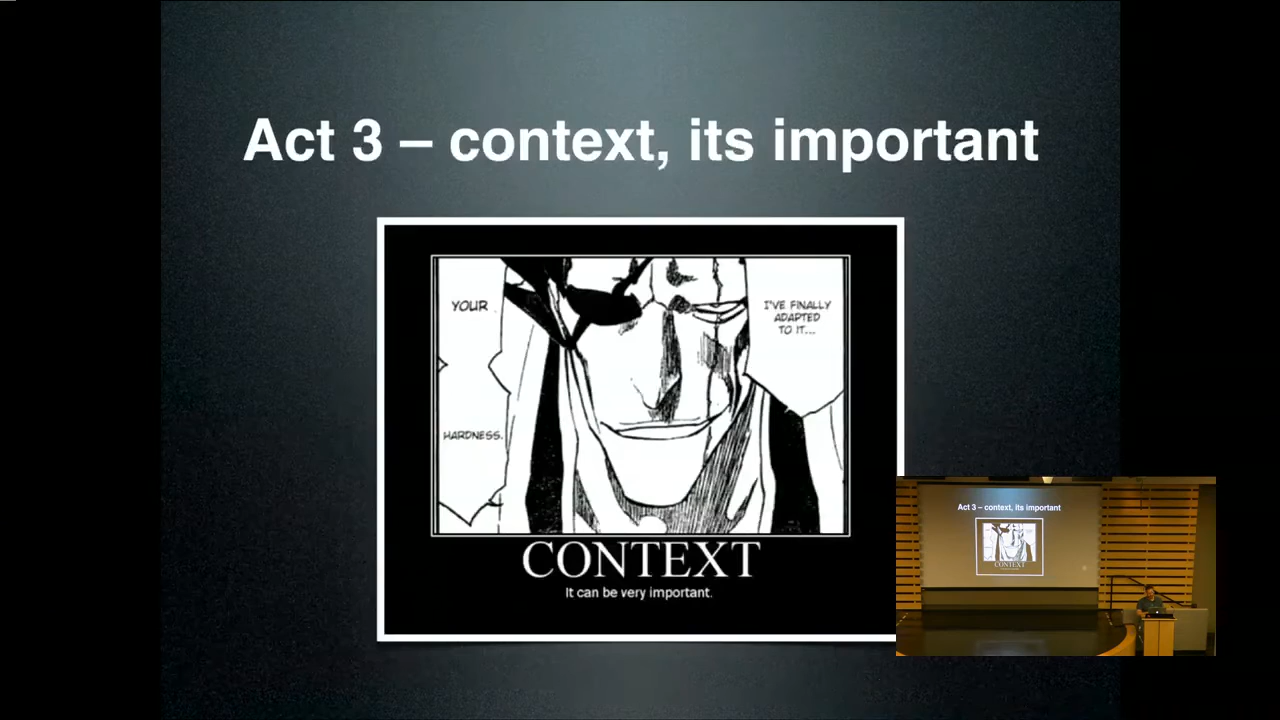 Act 3 – context, its important
YOUR
HARDNESS.
I'VE FINALLY
ADAPTED
TO IT...
CONTEXT
It can be very important.
Act 3 – context, its important
CONTEXT